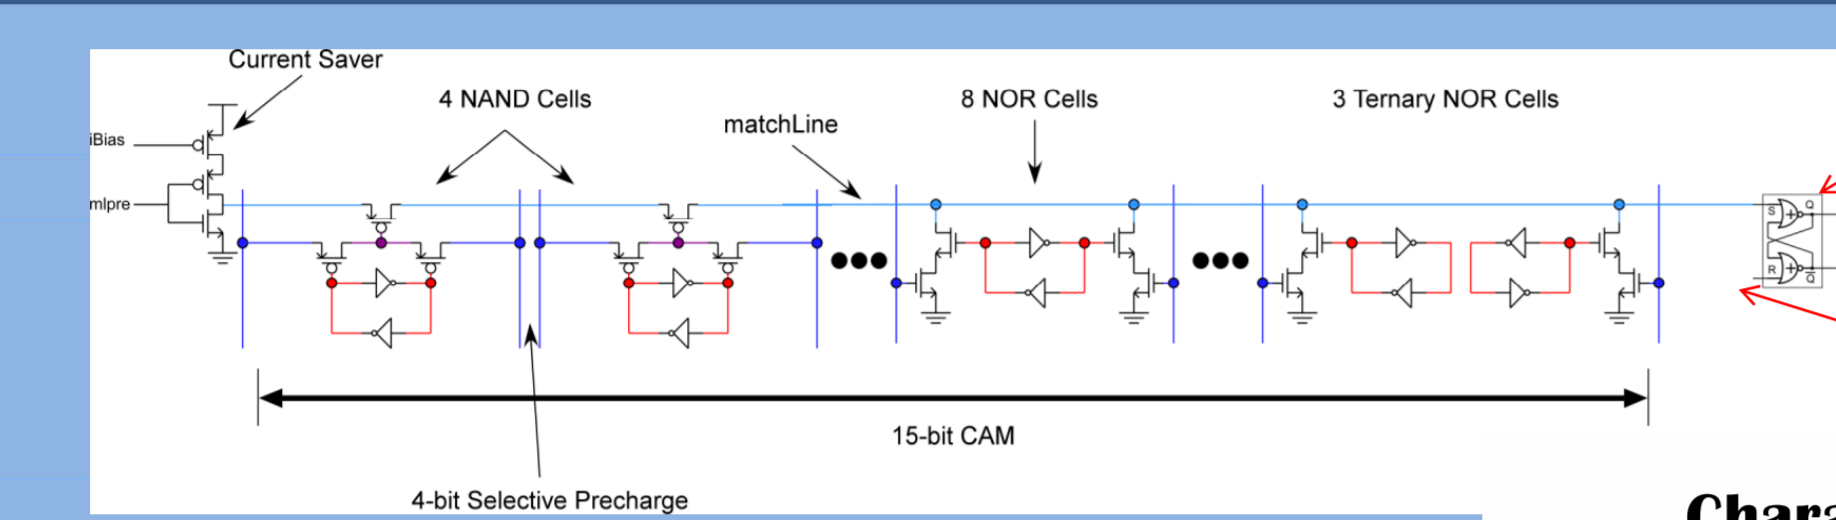 Current Saver
4 NAND Cells
8 NOR Cells
3 Ternary NOR Cells
matchLine
iBias
mlpre
S
Q
R
Q
15-bit CAM
4-bit Selective Precharge